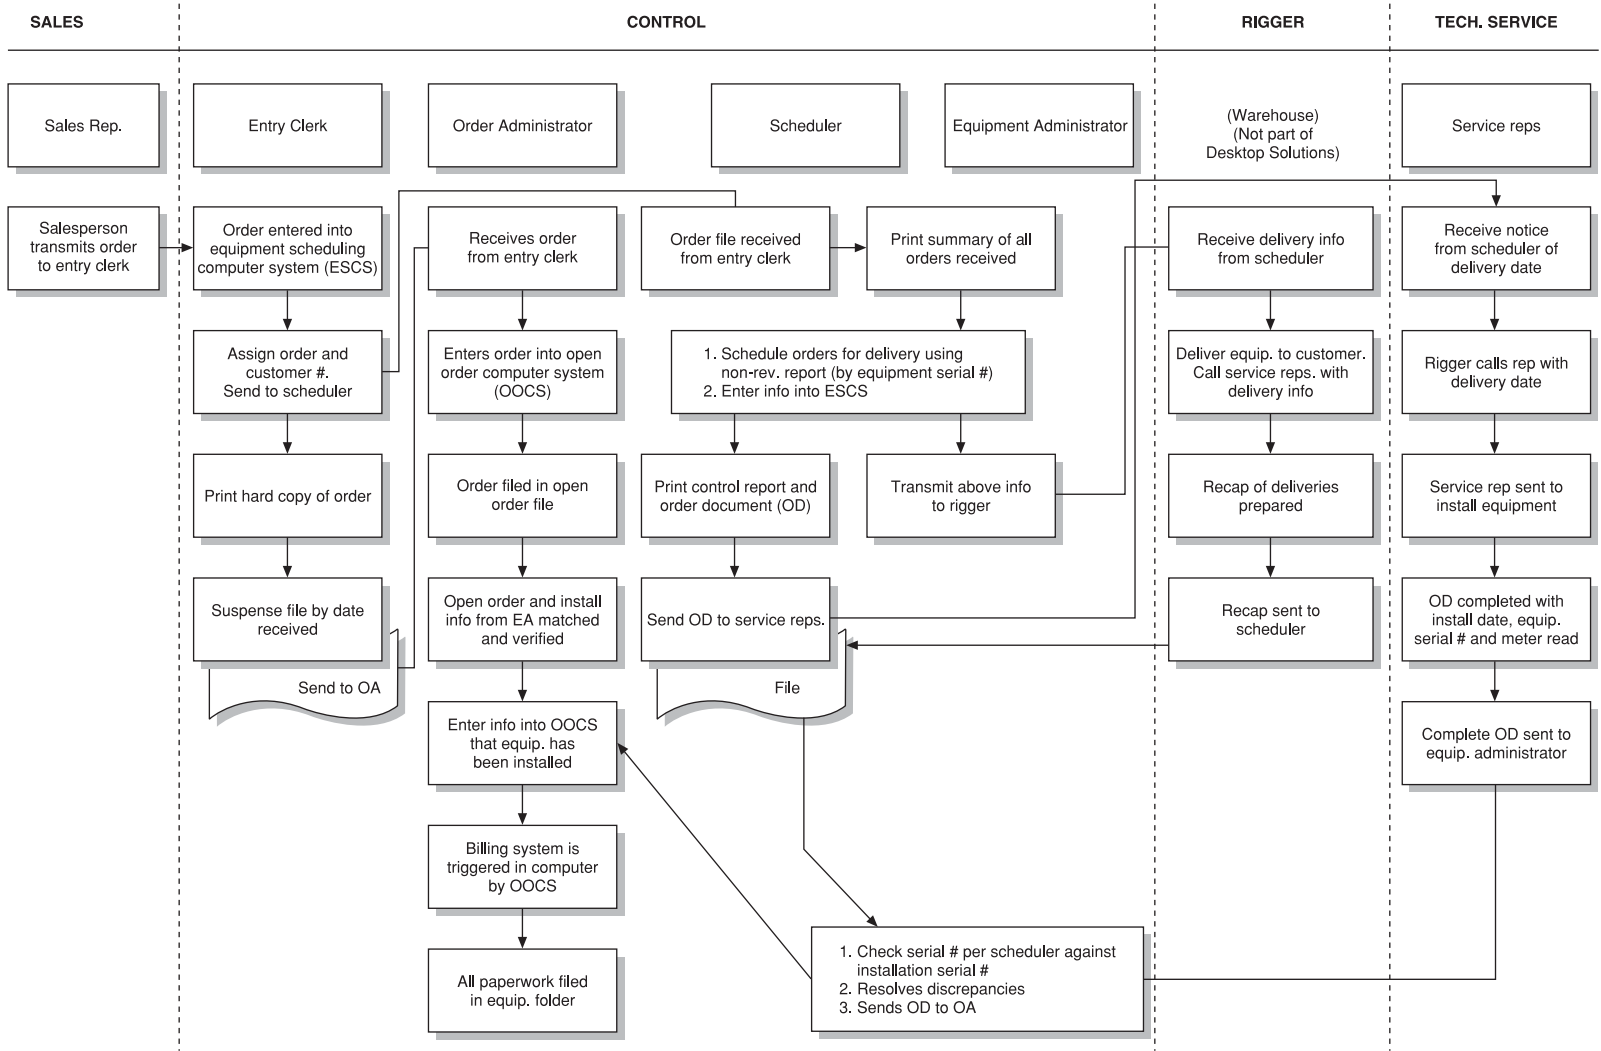 SALES
CONTROL
RIGGER
TECH. SERVICE
Sales Rep.
Entry Clerk
Order Administrator
Scheduler
Equipment Administrator
(Warehouse)
(Not part of
Desktop Solutions)
Service reps
Salesperson
transmits order
to entry clerk
Order entered into
equipment scheduling
computer system (ESCS)
Receives order
from entry clerk
Order file received
from entry clerk
Print summary of all
orders received
Receive delivery info
from scheduler
Receive notice
from scheduler of
delivery date
Assign order and
customer #.
Send to scheduler
Enters order into open
order computer system
(OOCS)
1. Schedule orders for delivery using
non-rev. report (by equipment serial #)
2. Enter info into ESCS
Deliver equip. to customer.
Call service reps. with
delivery info
Rigger calls rep with
delivery date
Print hard copy of order
Order filed in open
order file
Print control report and
order document (OD)
Transmit above info
to rigger
Recap of deliveries
prepared
Service rep sent to
install equipment
Suspense file by date
received
Send to OA
Open order and install
info from EA matched
and verified
Send OD to service reps.
File
Recap sent to
scheduler
OD completed with
install date, equip.
serial # and meter read
Enter info into OOCS
that equip. has
been installed
Complete OD sent to
equip. administrator
Billing system is
triggered in computer
by OOCS
All paperwork filed
in equip. folder
1. Check serial # per scheduler against
installation serial #
2. Resolves discrepancies
3. Sends OD to OA